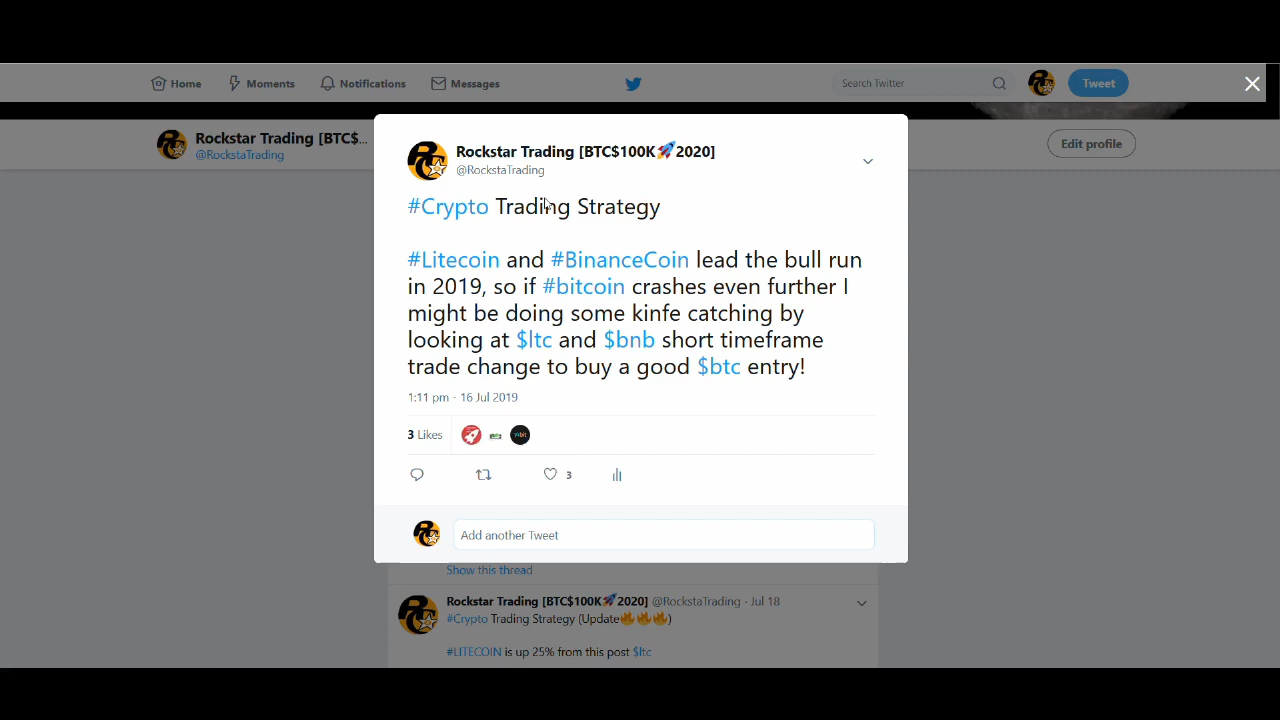 Home Moments Notifications Messages Search Twitter Tweet
Rockstar Trading [BTC$... Edit profile
@RockstaTrading
Rockstar Trading [BTC$100K🚀2020]
@RockstaTrading
#Crypto Trading Strategy
#Litecoin and #BinanceCoin lead the bull run
in 2019, so if #bitcoin crashes even further I
might be doing some kinfe catching by
looking at $ltc and $bnb short timeframe
trade change to buy a good $btc entry!
1:11 pm - 16 Jul 2019
3 Likes
3
Add another Tweet
Show this thread
Rockstar Trading [BTC$100K🚀2020] @RockstaTrading · Jul 18
#Crypto Trading Strategy (Update🔥🔥🔥)
#LITECOIN is up 25% from this post $ltc